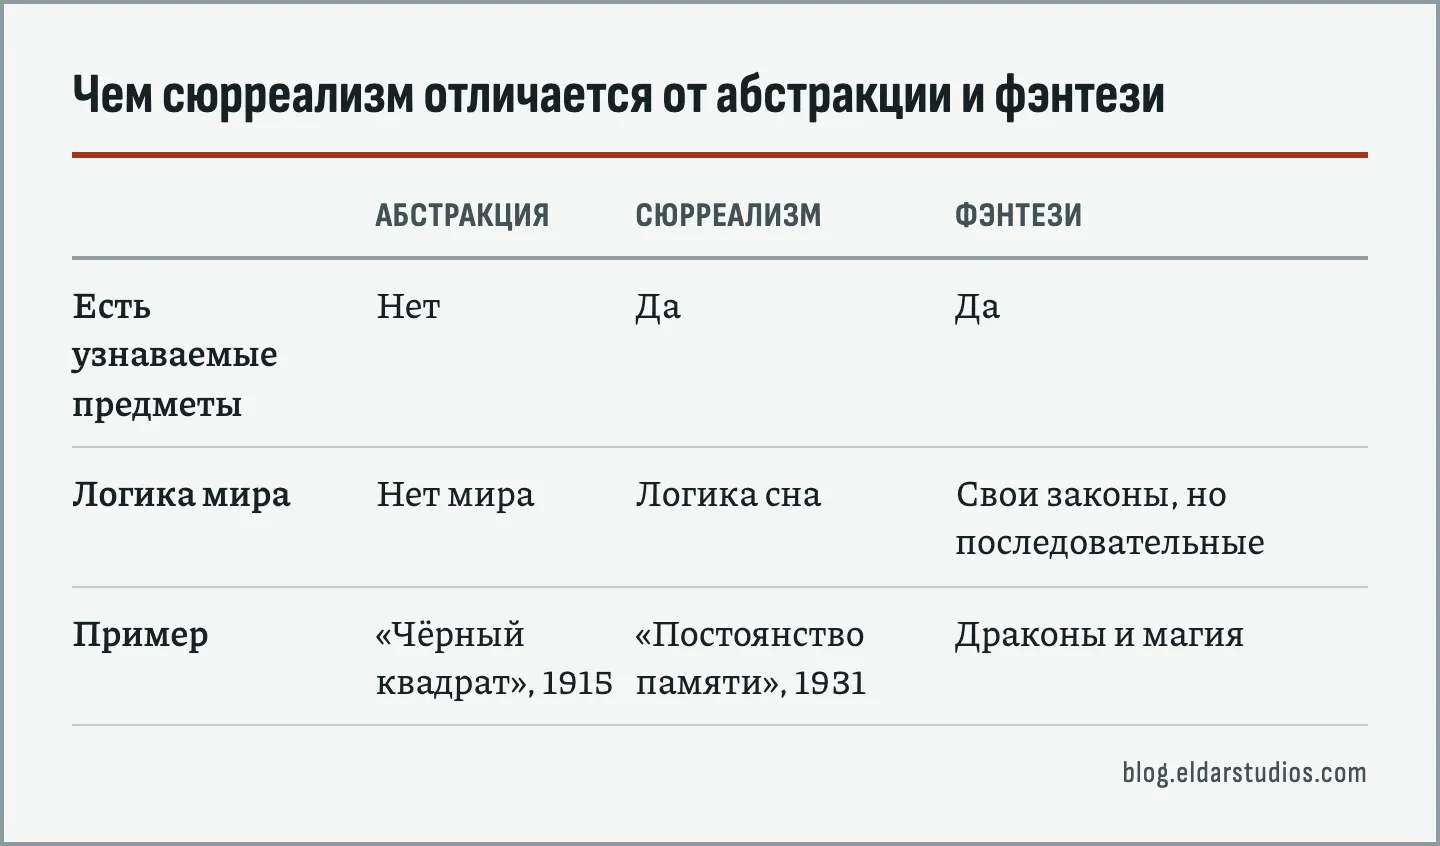 Чем сюрреализм отличается от абстракции и фэнтези
АБСТРАКЦИЯ СЮРРЕАЛИЗМ ФЭНТЕЗИ
Есть узнаваемые предметы Нет Да Да
Логика мира Нет мира Логика сна Свои законы, но последовательные
Пример «Чёрный квадрат», 1915 «Постоянство памяти», 1931 Драконы и магия
blog.eldarstudios.com